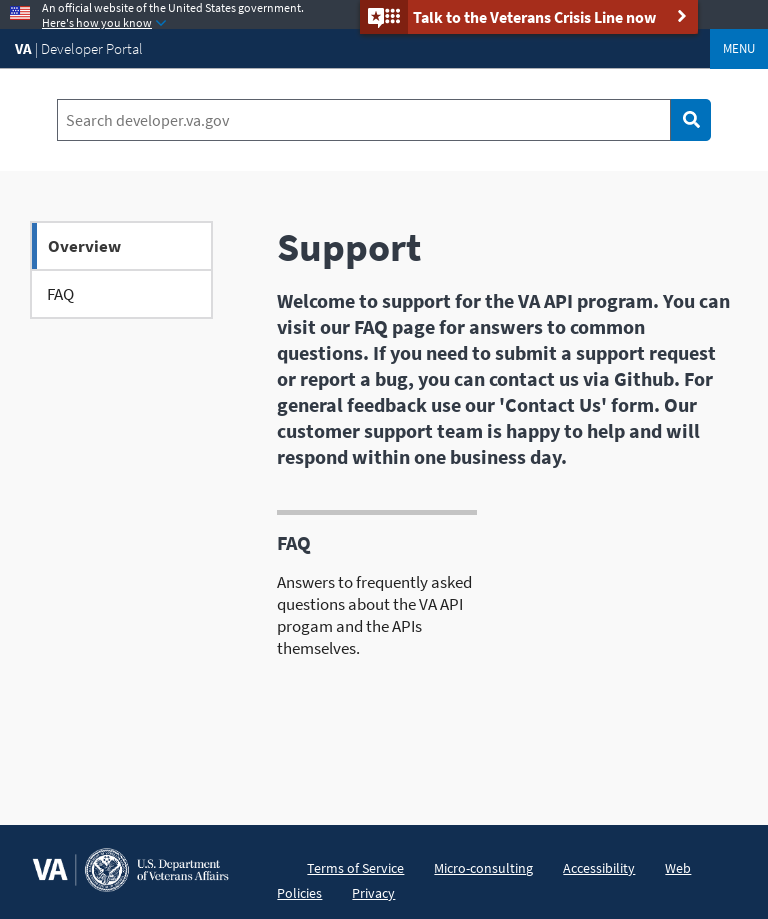 An official website of the United States government.
Here's how you know
Talk to the Veterans Crisis Line now
VA | Developer Portal
MENU
Search developer.va.gov
Overview
FAQ
Support
Welcome to support for the VA API program. You can
visit our FAQ page for answers to common
questions. If you need to submit a support request
or report a bug, you can contact us via Github. For
general feedback use our 'Contact Us' form. Our
customer support team is happy to help and will
respond within one business day.
FAQ
Answers to frequently asked
questions about the VA API
progam and the APIs
themselves.
VA
U.S. Department
of Veterans Affairs
Terms of Service Micro-consulting Accessibility Web
Policies Privacy